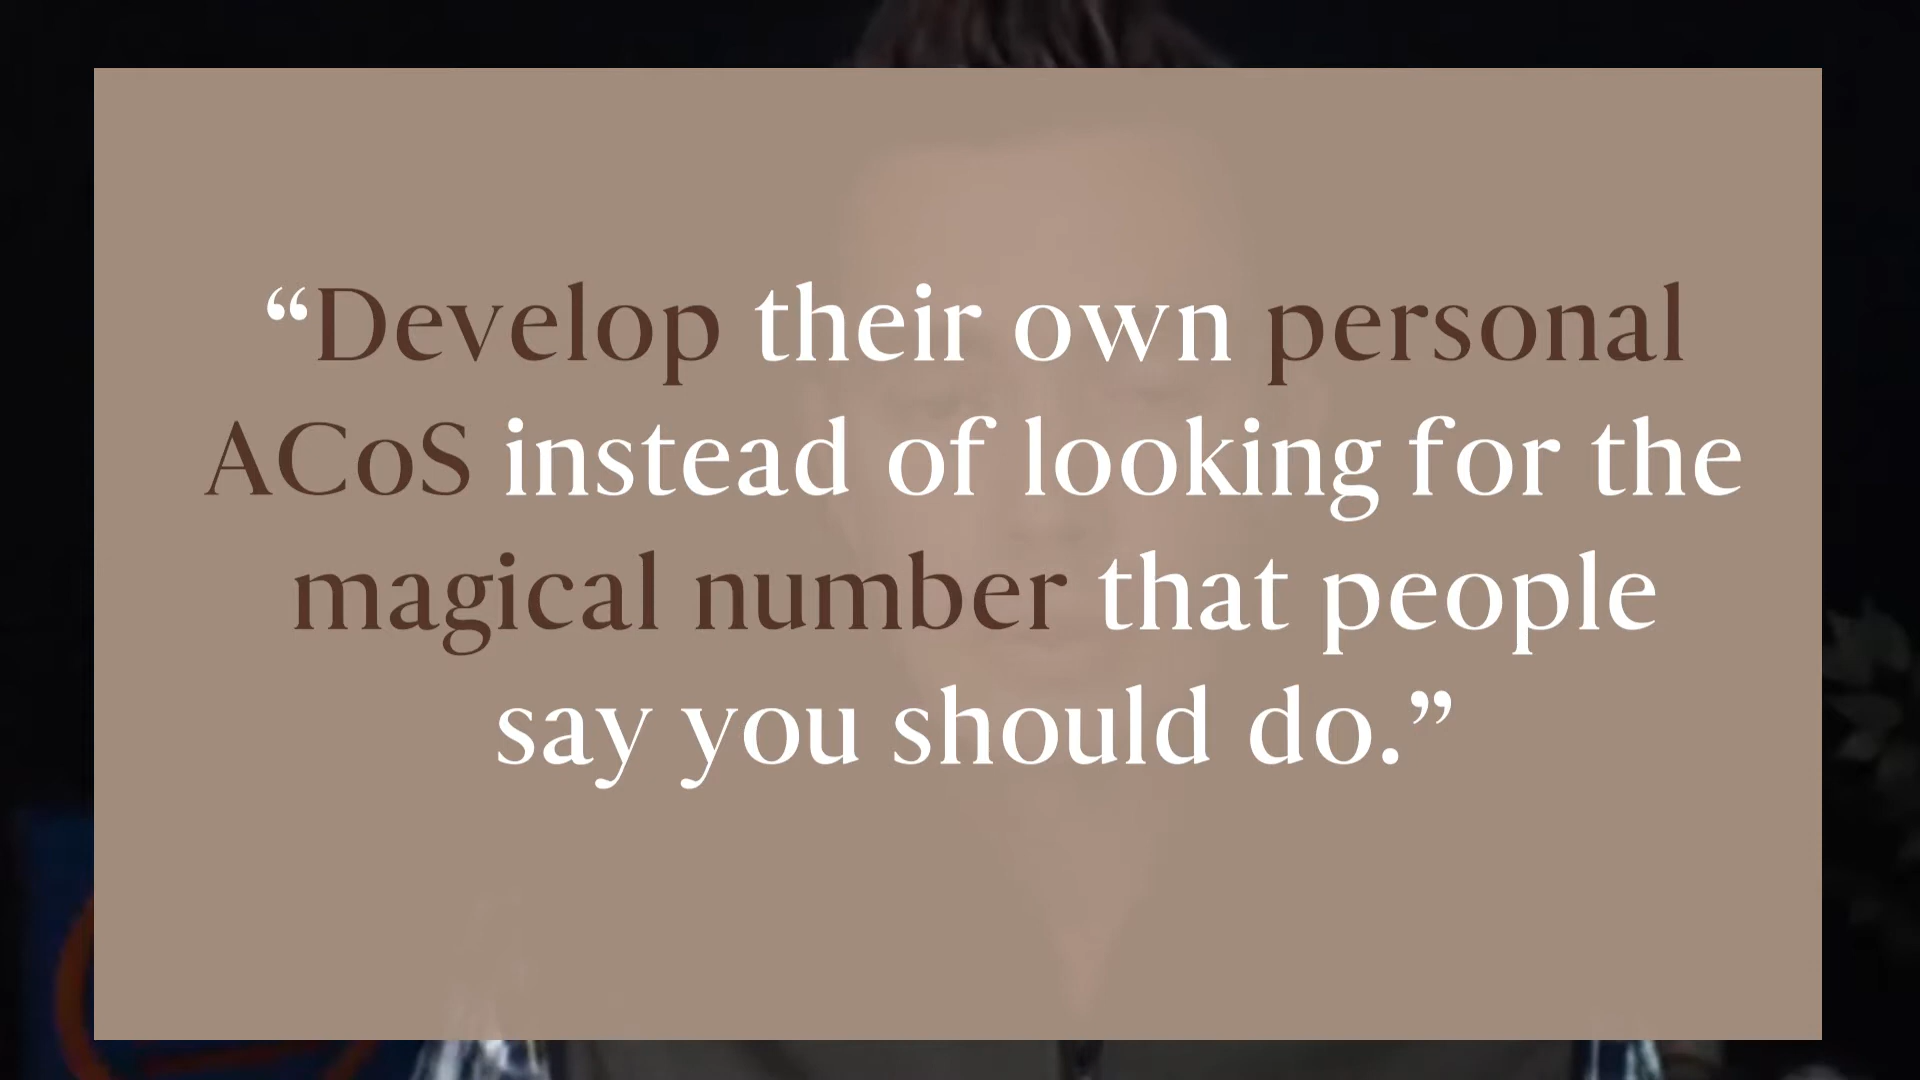 “Develop their own personal
ACoS instead of looking for the
magical number that people
say you should do.”